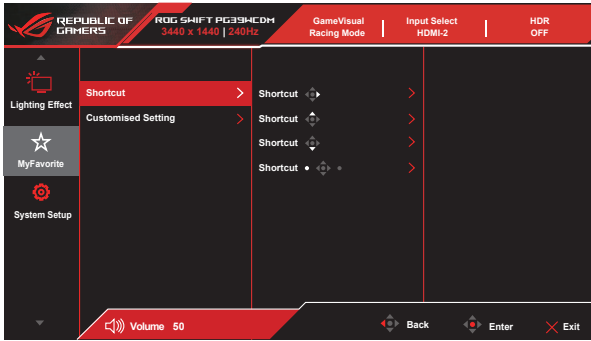 REPUBLIC OF
GAMERS
ROG SWIFT PG39WCDM
3440 x 1440 | 240Hz
GameVisual
Racing Mode
Input Select
HDMI-2
HDR
OFF
Lighting Effect
MyFavorite
System Setup
Shortcut
Customised Setting
Shortcut
Shortcut
Shortcut
Shortcut
Volume 50
Back
Enter
Exit